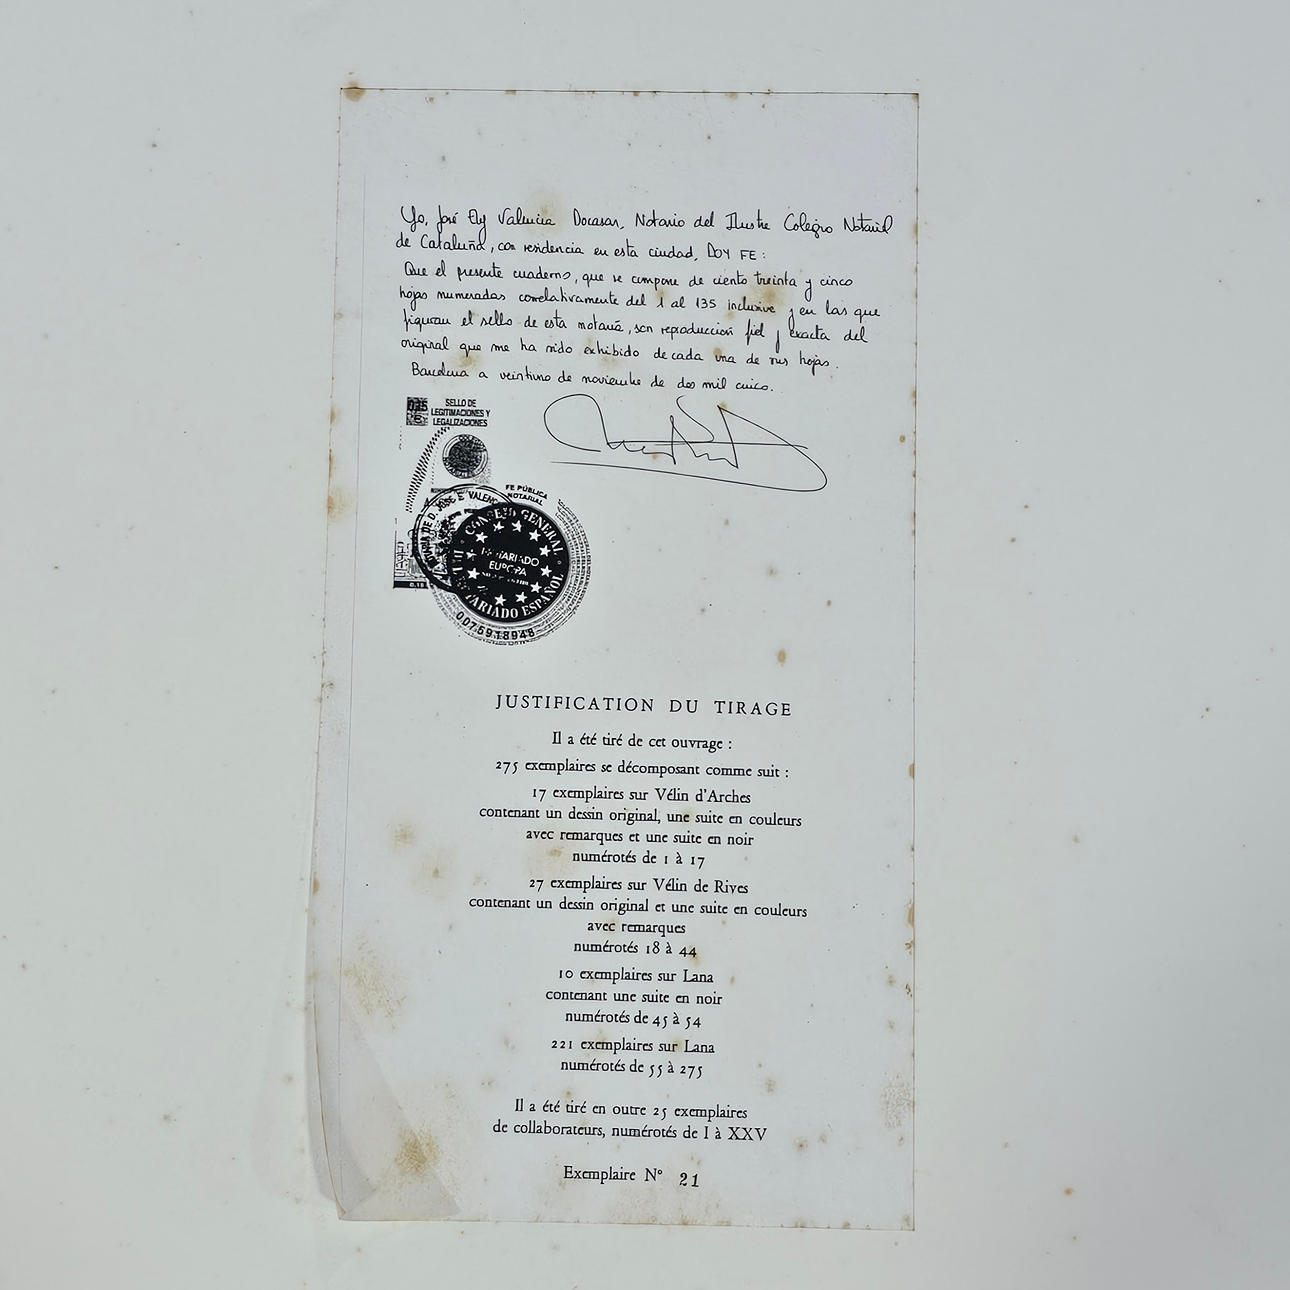 Yo, José Ely Valencia Docasar, Notario del Ilustre Colegio Notarial
de Cataluña, con residencia en esta ciudad, DOY FE:
Que el presente cuaderno, que se compone de ciento treinta y cinco
hojas numeradas correlativamente del 1 al 135 inclusive y en las que
figuran el sello de esta notaría, son reproducción fiel y exacta del
original que me ha sido exhibido de cada una de sus hojas.
Barcelona a veintiuno de noviembre de dos mil cinco.
SELLO DE
LEGITIMACIONES Y
LEGALIZACIONES
FE PÚBLICA
NOTARIAL
DE D. JOSE E. VALENC
CONSEJO GENERAL
NOTARIADO
EUROPA
ARIADO ESPAÑOL
0075918948
0.15
JUSTIFICATION DU TIRAGE
Il a été tiré de cet ouvrage :
275 exemplaires se décomposant comme suit :
17 exemplaires sur Vélin d'Arches
contenant un dessin original, une suite en couleurs
avec remarques et une suite en noir
numérotés de 1 à 17
27 exemplaires sur Vélin de Rives
contenant un dessin original et une suite en couleurs
avec remarques
numérotés 18 à 44
10 exemplaires sur Lana
contenant une suite en noir
numérotés de 45 à 54
221 exemplaires sur Lana
numérotés de 55 à 275
Il a été tiré en outre 25 exemplaires
de collaborateurs, numérotés de I à XXV
Exemplaire N° 21